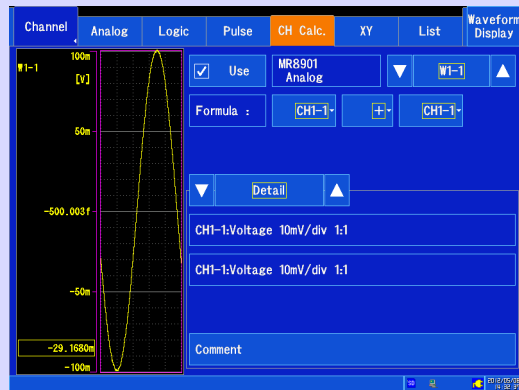 Channel Analog Logic Pulse CH Calc. XY List Waveform Display
W1-1
100m
[V]
50m
-500.003f
-50m
-29.1680m
-100m
Use
MR8901
Analog
W1-1
Formula :
CH1-1
+
CH1-1
Detail
CH1-1:Voltage 10mV/div 1:1
CH1-1:Voltage 10mV/div 1:1
Comment
SD